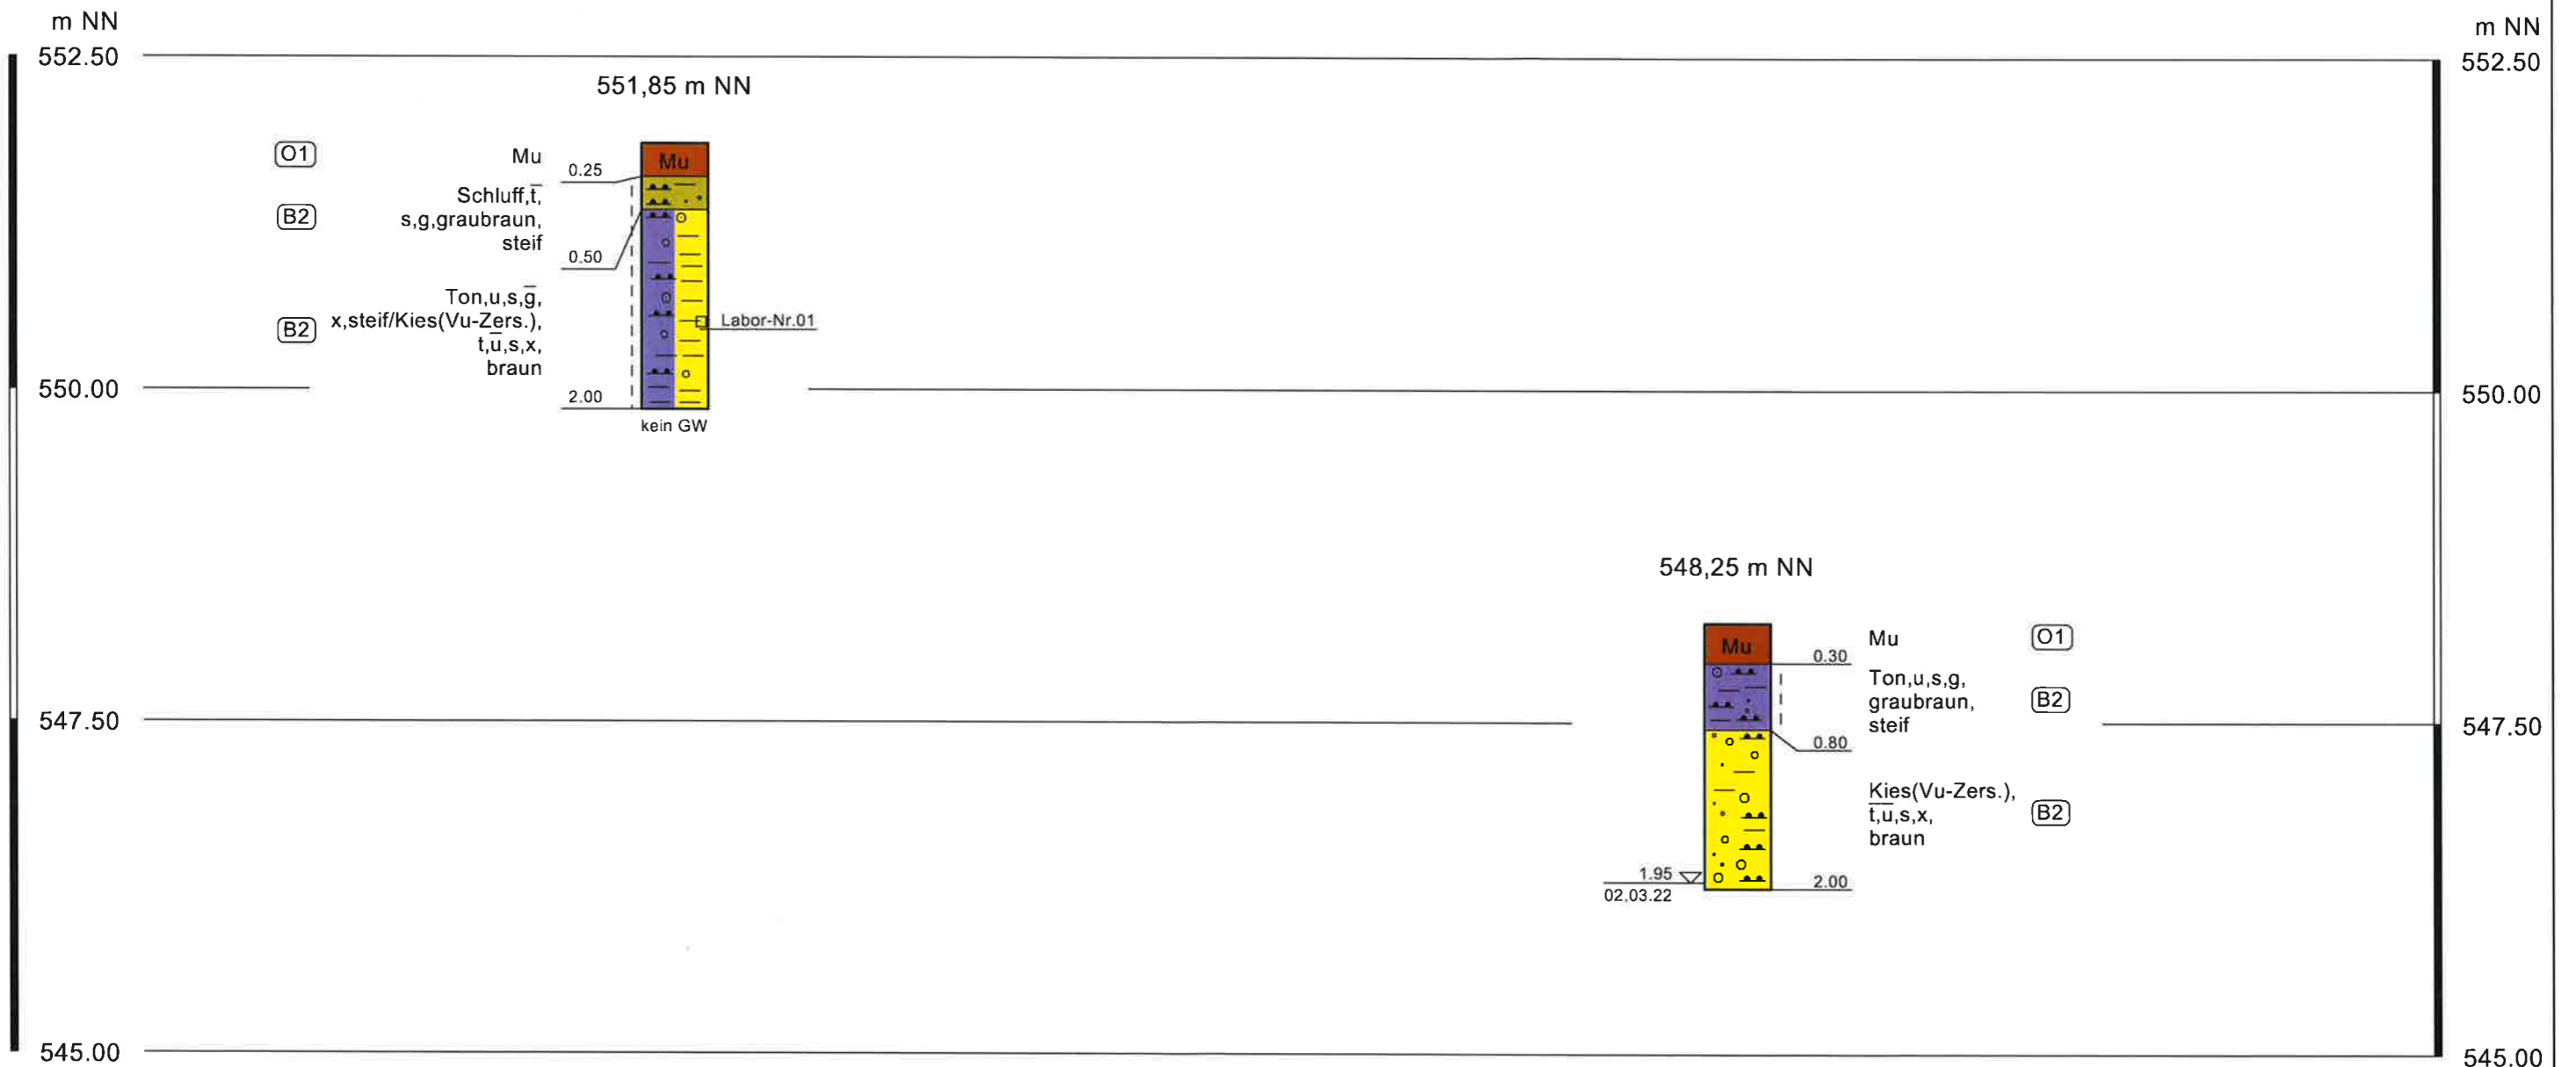 m NN
m NN
552.50
552.50
551,85 m NN
O1
Mu
0.25
Mu
B2
Schluff,t̅,
s,g,graubraun,
steif
0.50
B2
Ton,u,s,g̅,
x,steif/Kies(Vu-Zers.),
t,u̅,s,x,
braun
Labor-Nr.01
2.00
kein GW
550.00
550.00
548,25 m NN
Mu
0.30
Mu
O1
Ton,u,s,g,
graubraun,
steif
B2
0.80
547.50
547.50
Kies(Vu-Zers.),
t̅,u̅,s,x,
braun
B2
1.95
02,03.22
2.00
545.00
545.00